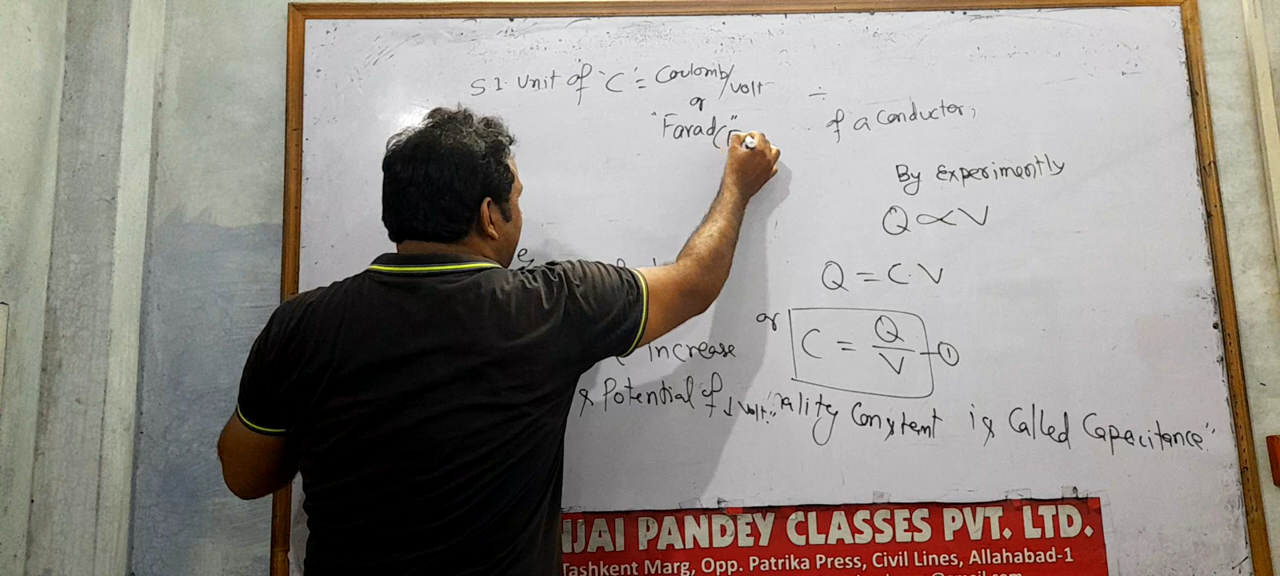 S I. Unit of 'C' = Coulomb/volt
or
"Farad"(F
÷
of a conductor,
By experimently
Q ∝ V
Q = C.V
or C = Q/V -①
increase
& Potential of 1 volt."
ality Constent is Called Capacitance"
JAI PANDEY CLASSES PVT. LTD.
Tashkent Marg, Opp. Patrika Press, Civil Lines, Allahabad-1